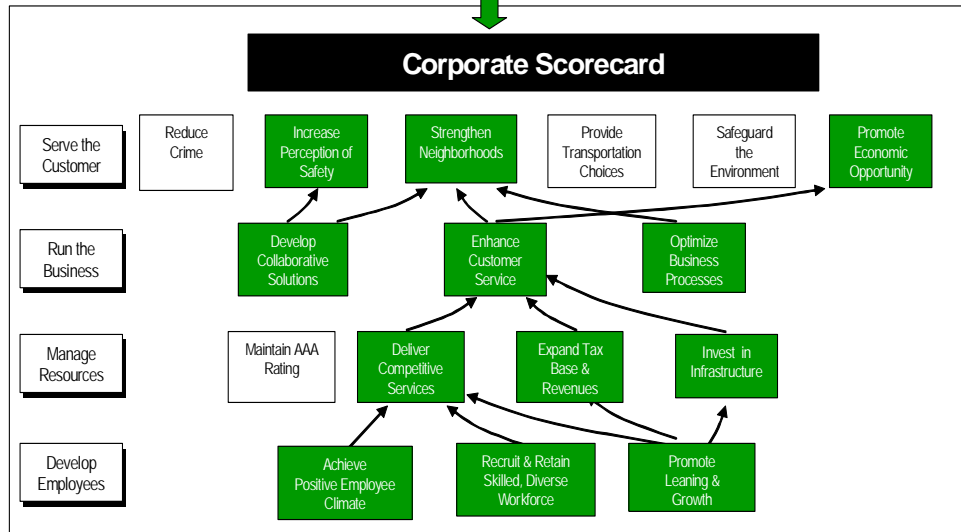 Corporate Scorecard
Serve the
Customer
Reduce
Crime
Increase
Perception of
Safety
Strengthen
Neighborhoods
Provide
Transportation
Choices
Safeguard
the
Environment
Promote
Economic
Opportunity
Run the
Business
Develop
Collaborative
Solutions
Enhance
Customer
Service
Optimize
Business
Processes
Manage
Resources
Maintain AAA
Rating
Deliver
Competitive
Services
Expand Tax
Base &
Revenues
Invest in
Infrastructure
Develop
Employees
Achieve
Positive Employee
Climate
Recruit & Retain
Skilled, Diverse
Workforce
Promote
Leaning &
Growth